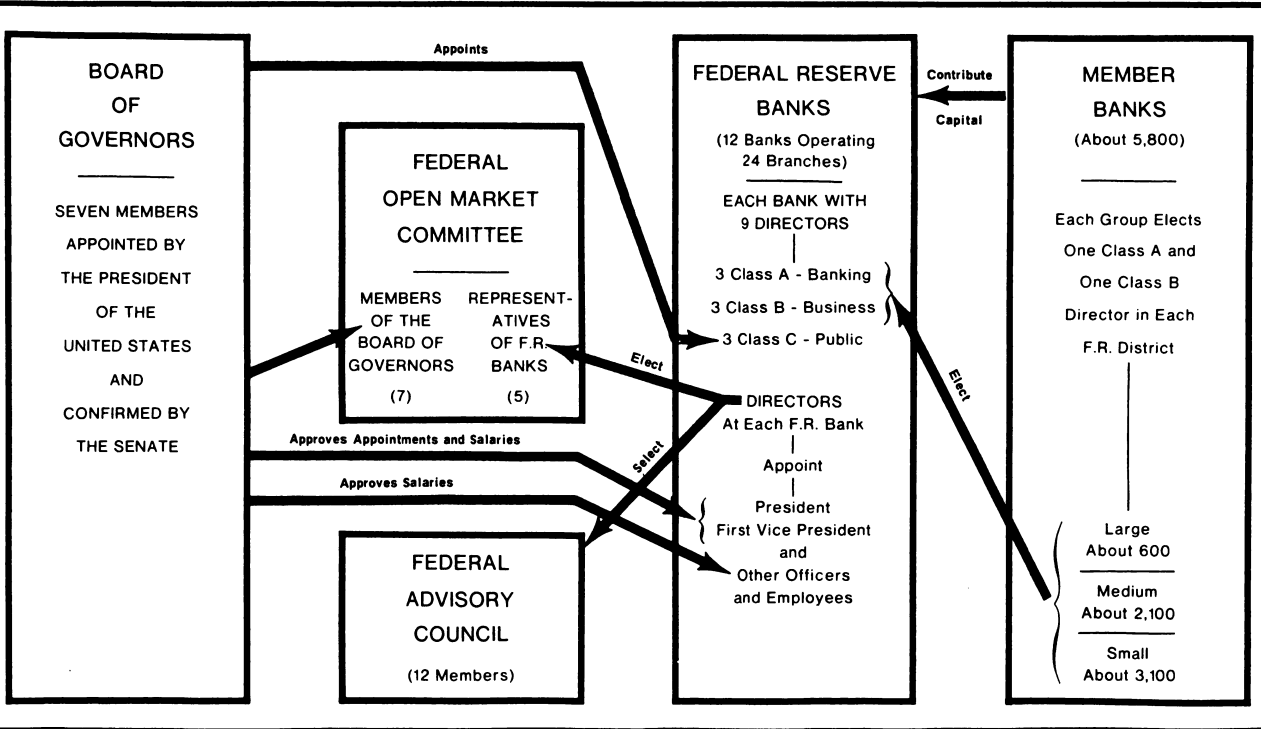 BOARD
OF
GOVERNORS
SEVEN MEMBERS
APPOINTED BY
THE PRESIDENT
OF THE
UNITED STATES
AND
CONFIRMED BY
THE SENATE
Appoints
FEDERAL
OPEN MARKET
COMMITTEE
MEMBERS
OF THE
BOARD OF
GOVERNORS
(7)
REPRESENT-
ATIVES
OF F.R.
BANKS
(5)
Elect
Approves Appointments and Salaries
Select
Approves Salaries
FEDERAL
ADVISORY
COUNCIL
(12 Members)
FEDERAL RESERVE
BANKS
(12 Banks Operating
24 Branches)
EACH BANK WITH
9 DIRECTORS
3 Class A - Banking
3 Class B - Business
3 Class C - Public
DIRECTORS
At Each F.R. Bank
Appoint
President
First Vice President
and
Other Officers
and Employees
Contribute
Capital
Elect
MEMBER
BANKS
(About 5,800)
Each Group Elects
One Class A and
One Class B
Director in Each
F.R. District
Large
About 600
Medium
About 2,100
Small
About 3,100